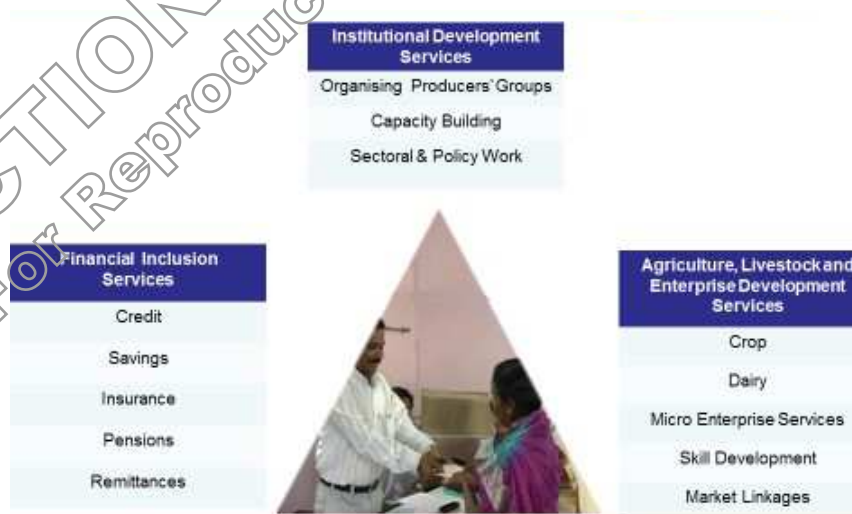 Institutional Development
Services
Organising Producers' Groups
Capacity Building
Sectoral & Policy Work
Financial Inclusion
Services
Credit
Savings
Insurance
Pensions
Remittances
Agriculture, Livestock and
Enterprise Development
Services
Crop
Dairy
Micro Enterprise Services
Skill Development
Market Linkages